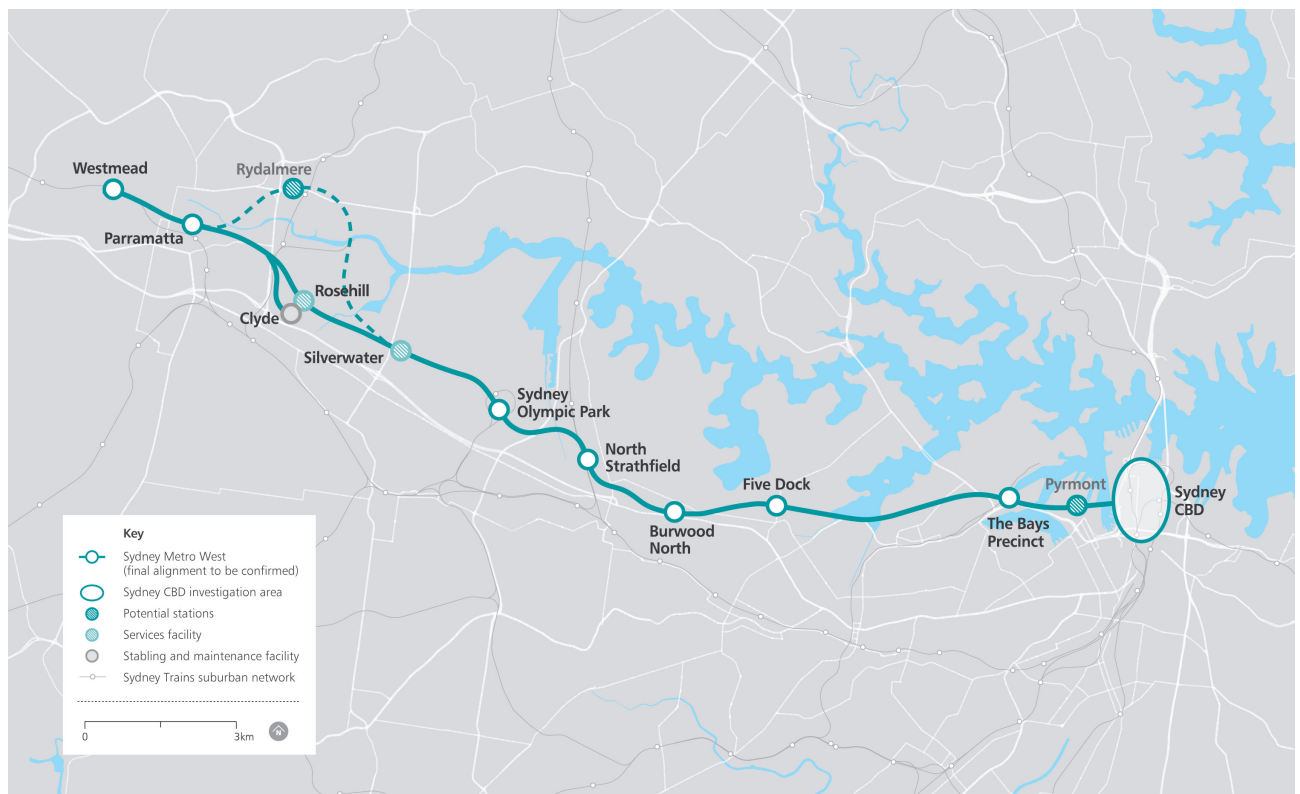 Westmead
Rydalmere
Parramatta
Rosehill
Clyde
Silverwater
Sydney
Olympic Park
North
Strathfield
Burwood
North
Five Dock
The Bays
Precinct
Pyrmont
Sydney
CBD
Key
Sydney Metro West
(final alignment to be confirmed)
Sydney CBD investigation area
Potential stations
Services facility
Stabling and maintenance facility
Sydney Trains suburban network
0
3km
N